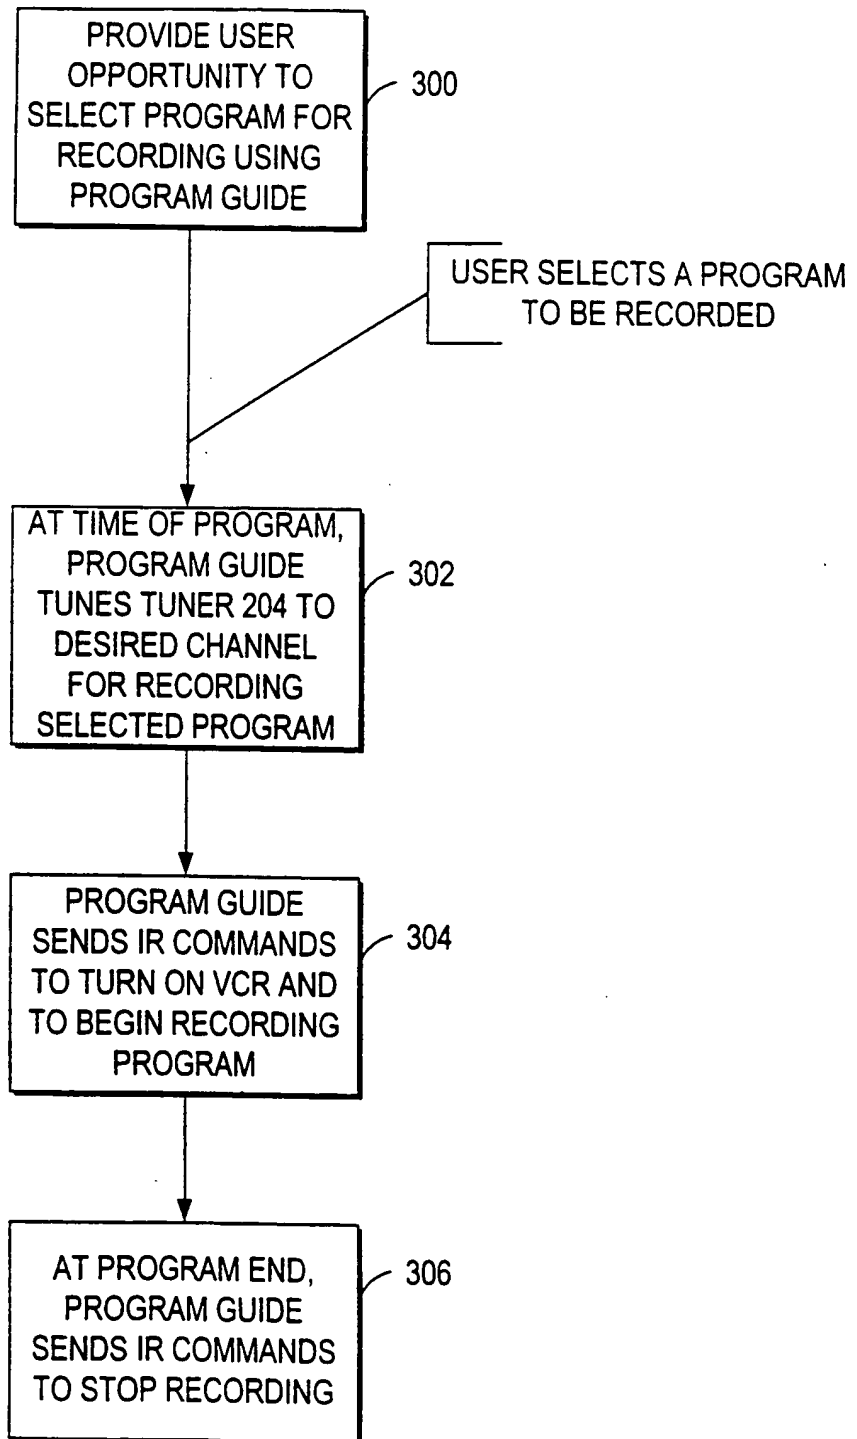 PROVIDE USER
OPPORTUNITY TO
SELECT PROGRAM FOR
RECORDING USING
PROGRAM GUIDE
300
USER SELECTS A PROGRAM
TO BE RECORDED
AT TIME OF PROGRAM,
PROGRAM GUIDE
TUNES TUNER 204 TO
DESIRED CHANNEL
FOR RECORDING
SELECTED PROGRAM
302
PROGRAM GUIDE
SENDS IR COMMANDS
TO TURN ON VCR AND
TO BEGIN RECORDING
PROGRAM
304
AT PROGRAM END,
PROGRAM GUIDE
SENDS IR COMMANDS
TO STOP RECORDING
306